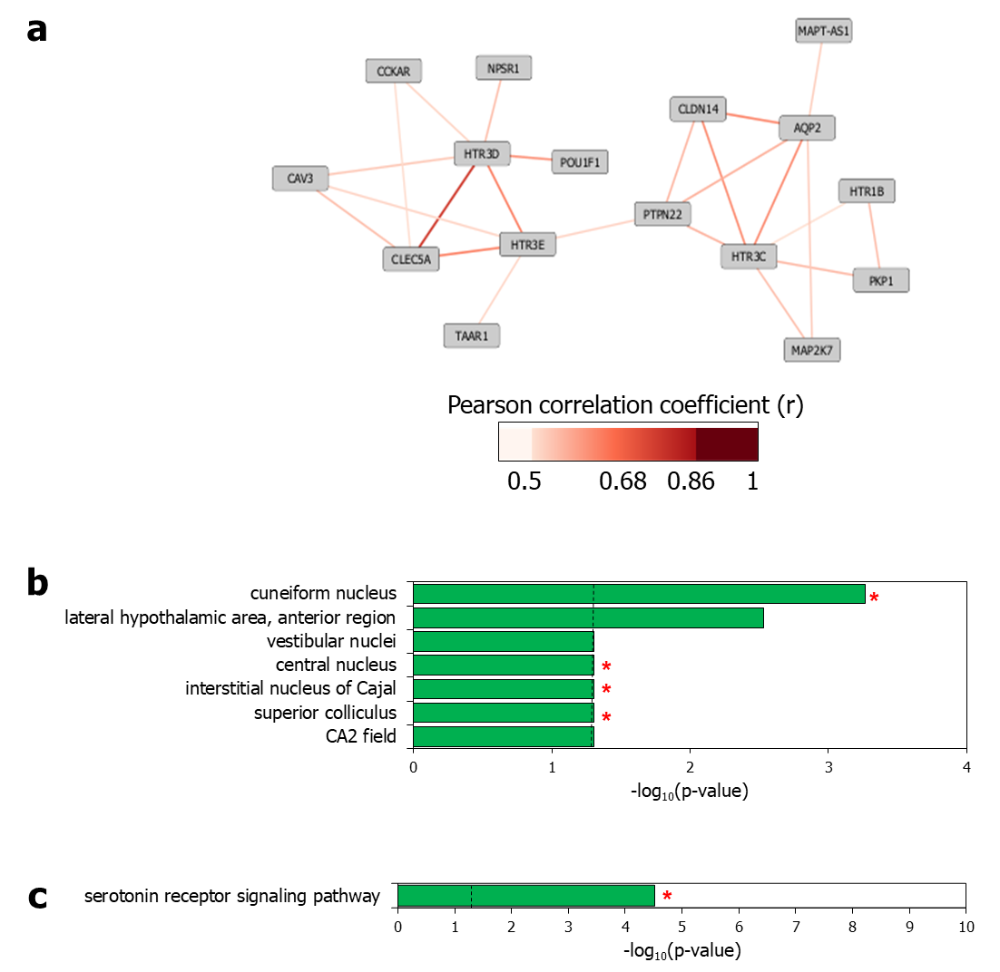 a
MAPT-AS1
CCKAR
NPSR1
CLDN14
AQP2
HTR3D
POU1F1
CAV3
HTR1B
PTPN22
HTR3E
CLEC5A
HTR3C
PKP1
TAAR1
MAP2K7
Pearson correlation coefficient (r)
0.5 0.68 0.86 1
b
cuneiform nucleus *
lateral hypothalamic area, anterior region
vestibular nuclei
central nucleus *
interstitial nucleus of Cajal *
superior colliculus *
CA2 field
0 1 2 3 4
-log10(p-value)
c
serotonin receptor signaling pathway *
0 1 2 3 4 5 6 7 8 9 10
-log10(p-value)